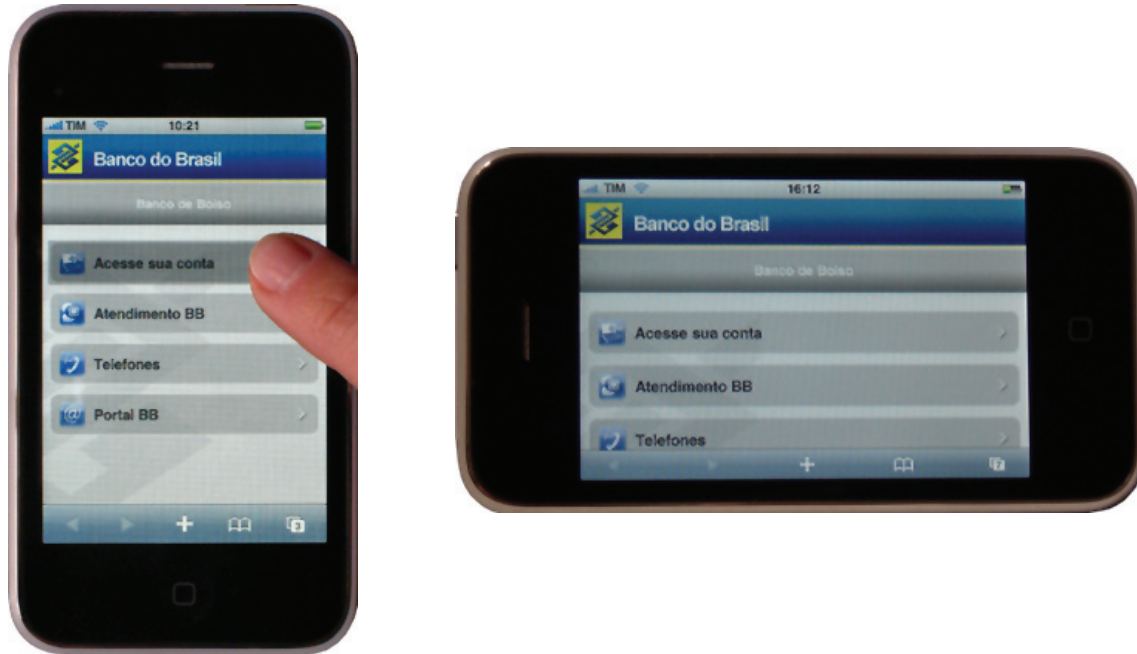 TIM 10:21
Banco do Brasil
Banco de Bolso
Acesse sua conta
Atendimento BB
Telefones
@ Portal BB
3
TIM 16:12
Banco do Brasil
Banco de Bolso
Acesse sua conta
Atendimento BB
Telefones